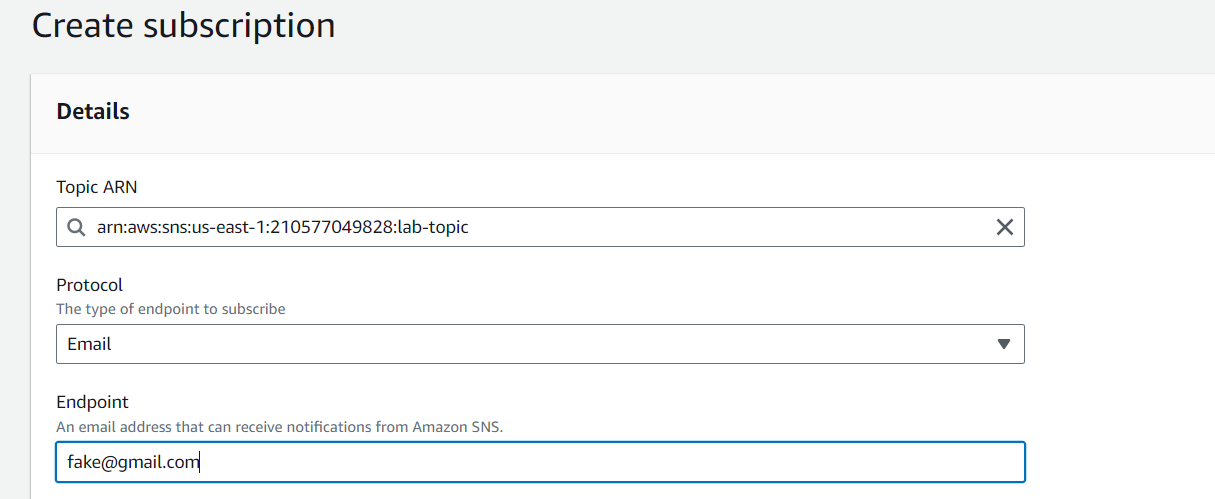 Create subscription
Details
Topic ARN
arn:aws:sns:us-east-1:210577049828:lab-topic
Protocol
The type of endpoint to subscribe
Email
Endpoint
An email address that can receive notifications from Amazon SNS.
fake@gmail.com